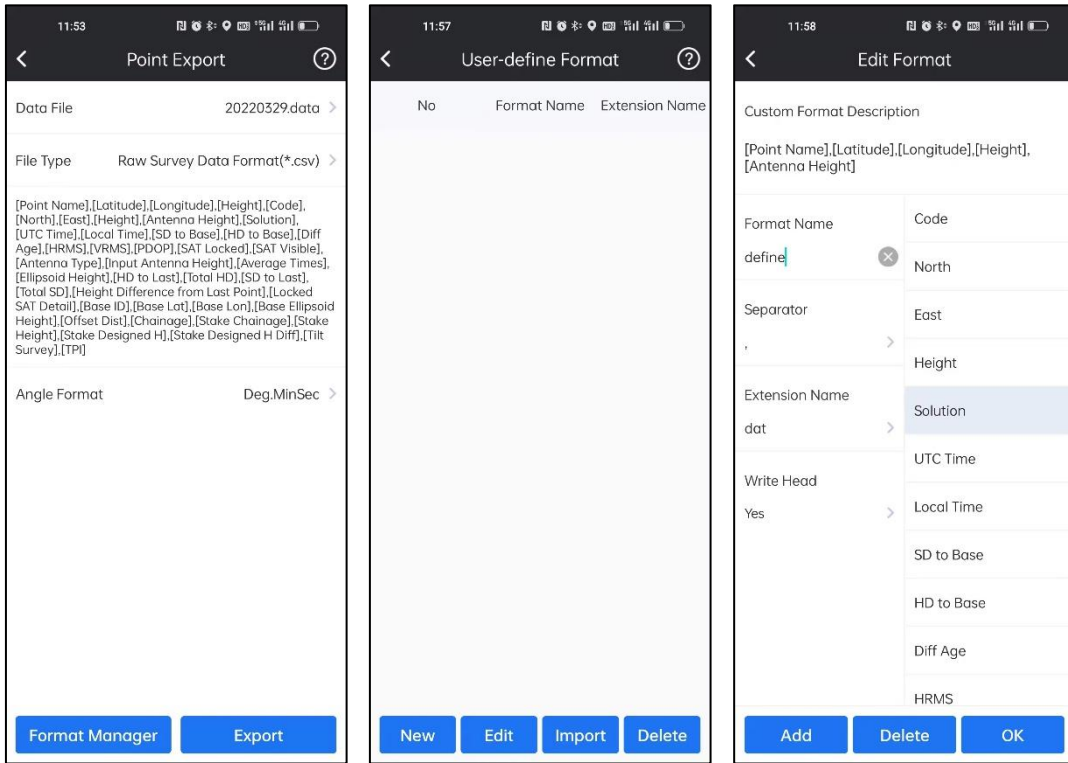 11:53
Point Export
Data File
20220329.data
File Type
Raw Survey Data Format(*.csv)
[Point Name],[Latitude],[Longitude],[Height],[Code],
[North],[East],[Height],[Antenna Height],[Solution],
[UTC Time],[Local Time],[SD to Base],[HD to Base],[Diff
Age],[HRMS],[VRMS],[PDOP],[SAT Locked],[SAT Visible],
[Antenna Type],[Input Antenna Height],[Average Times],
[Ellipsoid Height],[HD to Last],[Total HD],[SD to Last],
[Total SD],[Height Difference from Last Point],[Locked
SAT Detail],[Base ID],[Base Lat],[Base Lon],[Base Ellipsoid
Height],[Offset Dist],[Chainage],[Stake Chainage],[Stake
Height],[Stake Designed H],[Stake Designed H Diff],[Tilt
Survey],[TPI]
Angle Format
Deg.MinSec
Format Manager
Export
11:57
User-define Format
No
Format Name
Extension Name
New
Edit
Import
Delete
11:58
Edit Format
Custom Format Description
[Point Name],[Latitude],[Longitude],[Height],
[Antenna Height]
Format Name
define
Separator
,
Extension Name
dat
Write Head
Yes
Code
North
East
Height
Solution
UTC Time
Local Time
SD to Base
HD to Base
Diff Age
HRMS
Add
Delete
OK